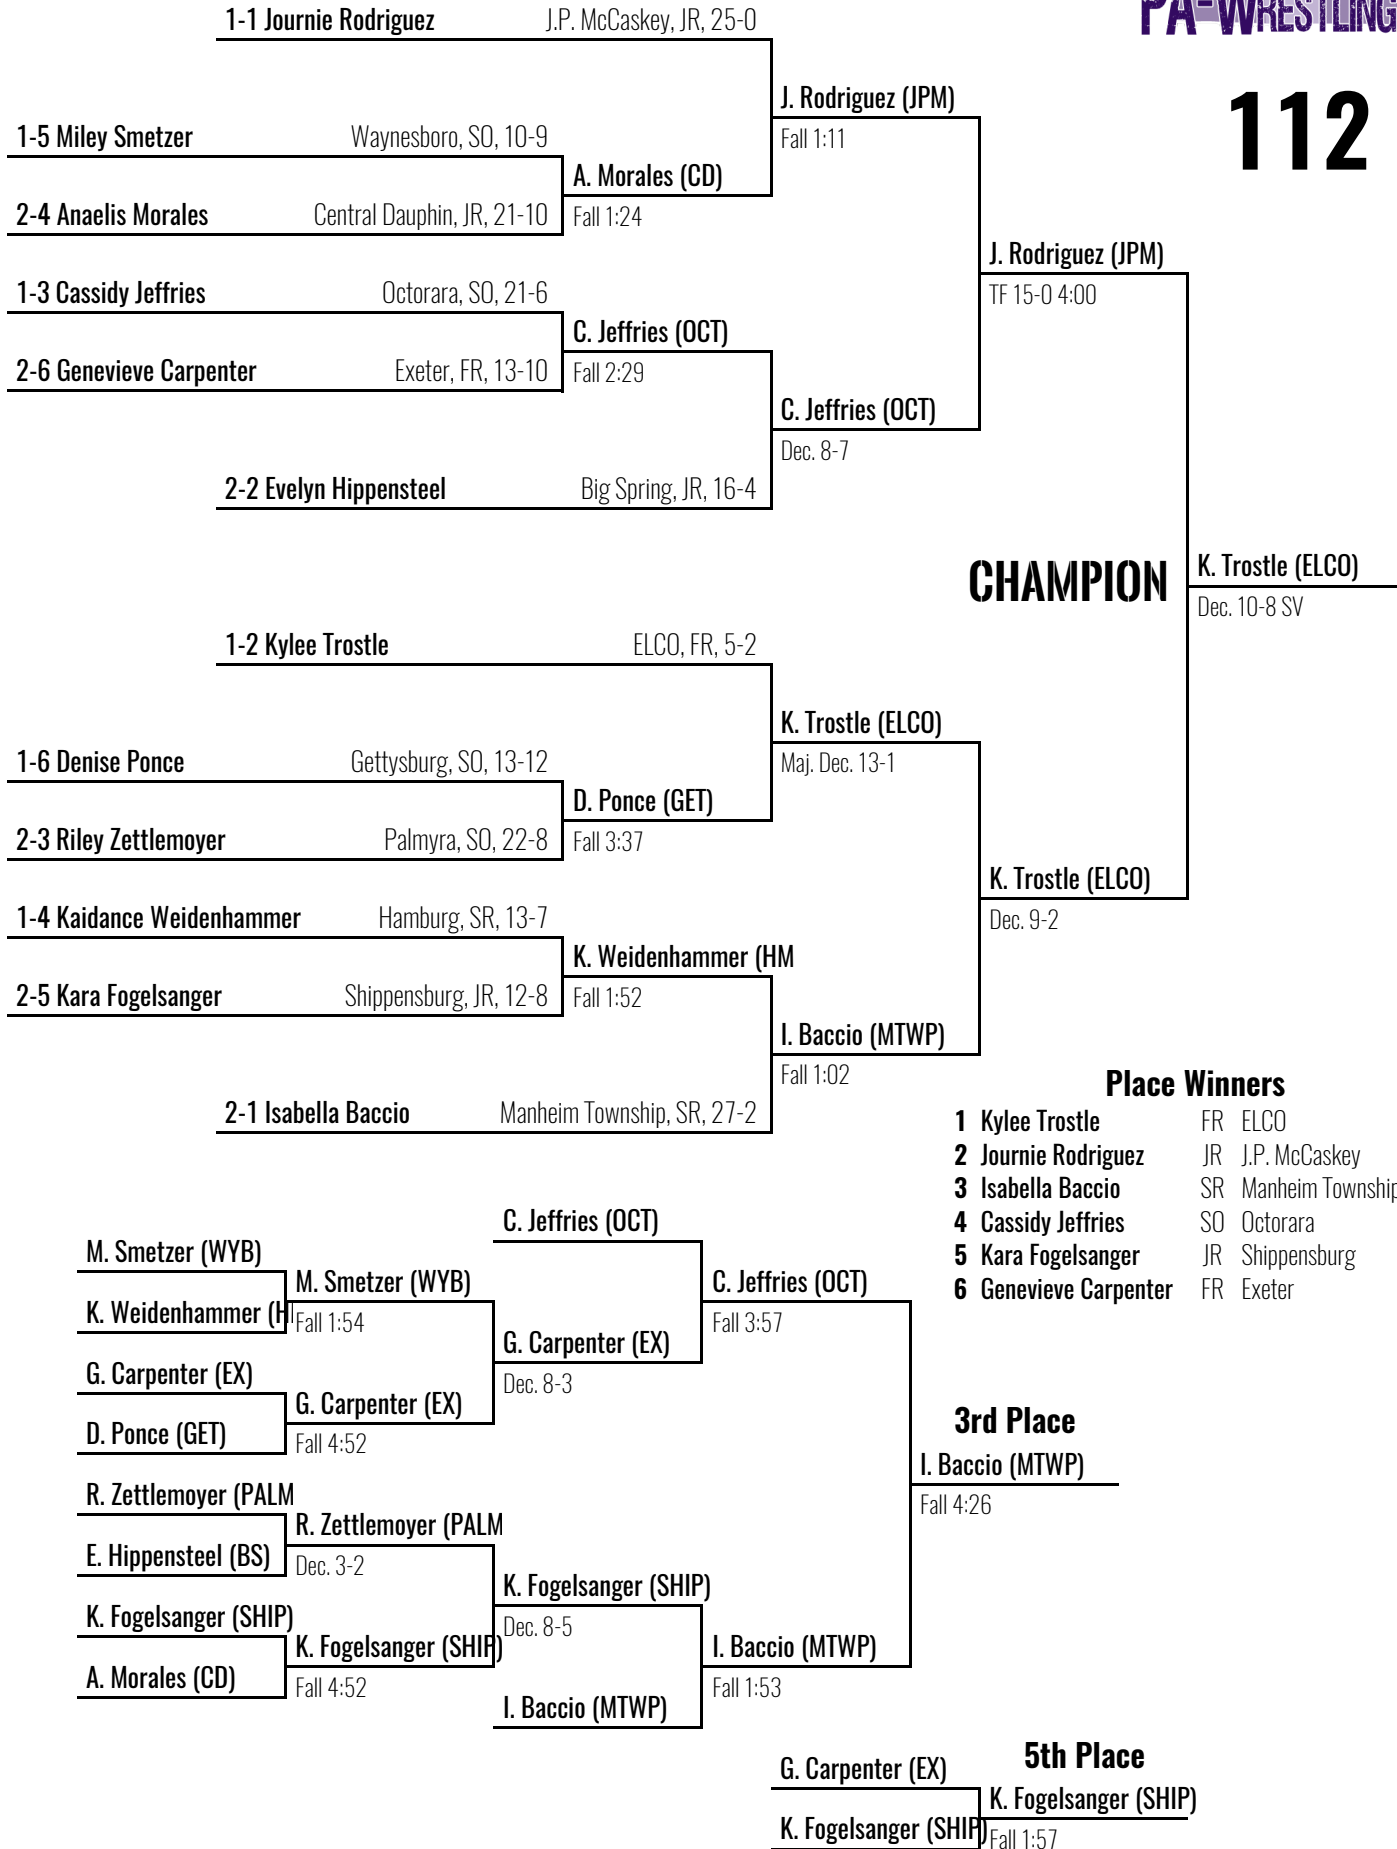 PA-WRESTLING
112
1-1 Journie Rodriguez J.P. McCaskey, JR, 25-0
J. Rodriguez (JPM)
Fall 1:11
1-5 Miley Smetzer Waynesboro, SO, 10-9
A. Morales (CD)
Fall 1:24
2-4 Anaelis Morales Central Dauphin, JR, 21-10
J. Rodriguez (JPM)
TF 15-0 4:00
1-3 Cassidy Jeffries Octorara, SO, 21-6
C. Jeffries (OCT)
Fall 2:29
2-6 Genevieve Carpenter Exeter, FR, 13-10
C. Jeffries (OCT)
Dec. 8-7
2-2 Evelyn Hippensteel Big Spring, JR, 16-4
CHAMPION
K. Trostle (ELCO)
Dec. 10-8 SV
1-2 Kylee Trostle ELCO, FR, 5-2
K. Trostle (ELCO)
Maj. Dec. 13-1
1-6 Denise Ponce Gettysburg, SO, 13-12
D. Ponce (GET)
Fall 3:37
2-3 Riley Zettlemoyer Palmyra, SO, 22-8
K. Trostle (ELCO)
Dec. 9-2
1-4 Kaidance Weidenhammer Hamburg, SR, 13-7
K. Weidenhammer (HM
Fall 1:52
2-5 Kara Fogelsanger Shippensburg, JR, 12-8
I. Baccio (MTWP)
Fall 1:02
2-1 Isabella Baccio Manheim Township, SR, 27-2
Place Winners
1 Kylee Trostle FR ELCO
2 Journie Rodriguez JR J.P. McCaskey
3 Isabella Baccio SR Manheim Township
4 Cassidy Jeffries SO Octorara
5 Kara Fogelsanger JR Shippensburg
6 Genevieve Carpenter FR Exeter
C. Jeffries (OCT)
M. Smetzer (WYB)
M. Smetzer (WYB)
Fall 1:54
K. Weidenhammer (H
C. Jeffries (OCT)
Fall 3:57
G. Carpenter (EX)
Dec. 8-3
G. Carpenter (EX)
G. Carpenter (EX)
Fall 4:52
D. Ponce (GET)
3rd Place
I. Baccio (MTWP)
Fall 4:26
R. Zettlemoyer (PALM
R. Zettlemoyer (PALM
Dec. 3-2
E. Hippensteel (BS)
K. Fogelsanger (SHIP)
Dec. 8-5
K. Fogelsanger (SHIP)
K. Fogelsanger (SHIP)
Fall 4:52
A. Morales (CD)
I. Baccio (MTWP)
Fall 1:53
I. Baccio (MTWP)
5th Place
G. Carpenter (EX)
K. Fogelsanger (SHIP)
Fall 1:57
K. Fogelsanger (SHIP)